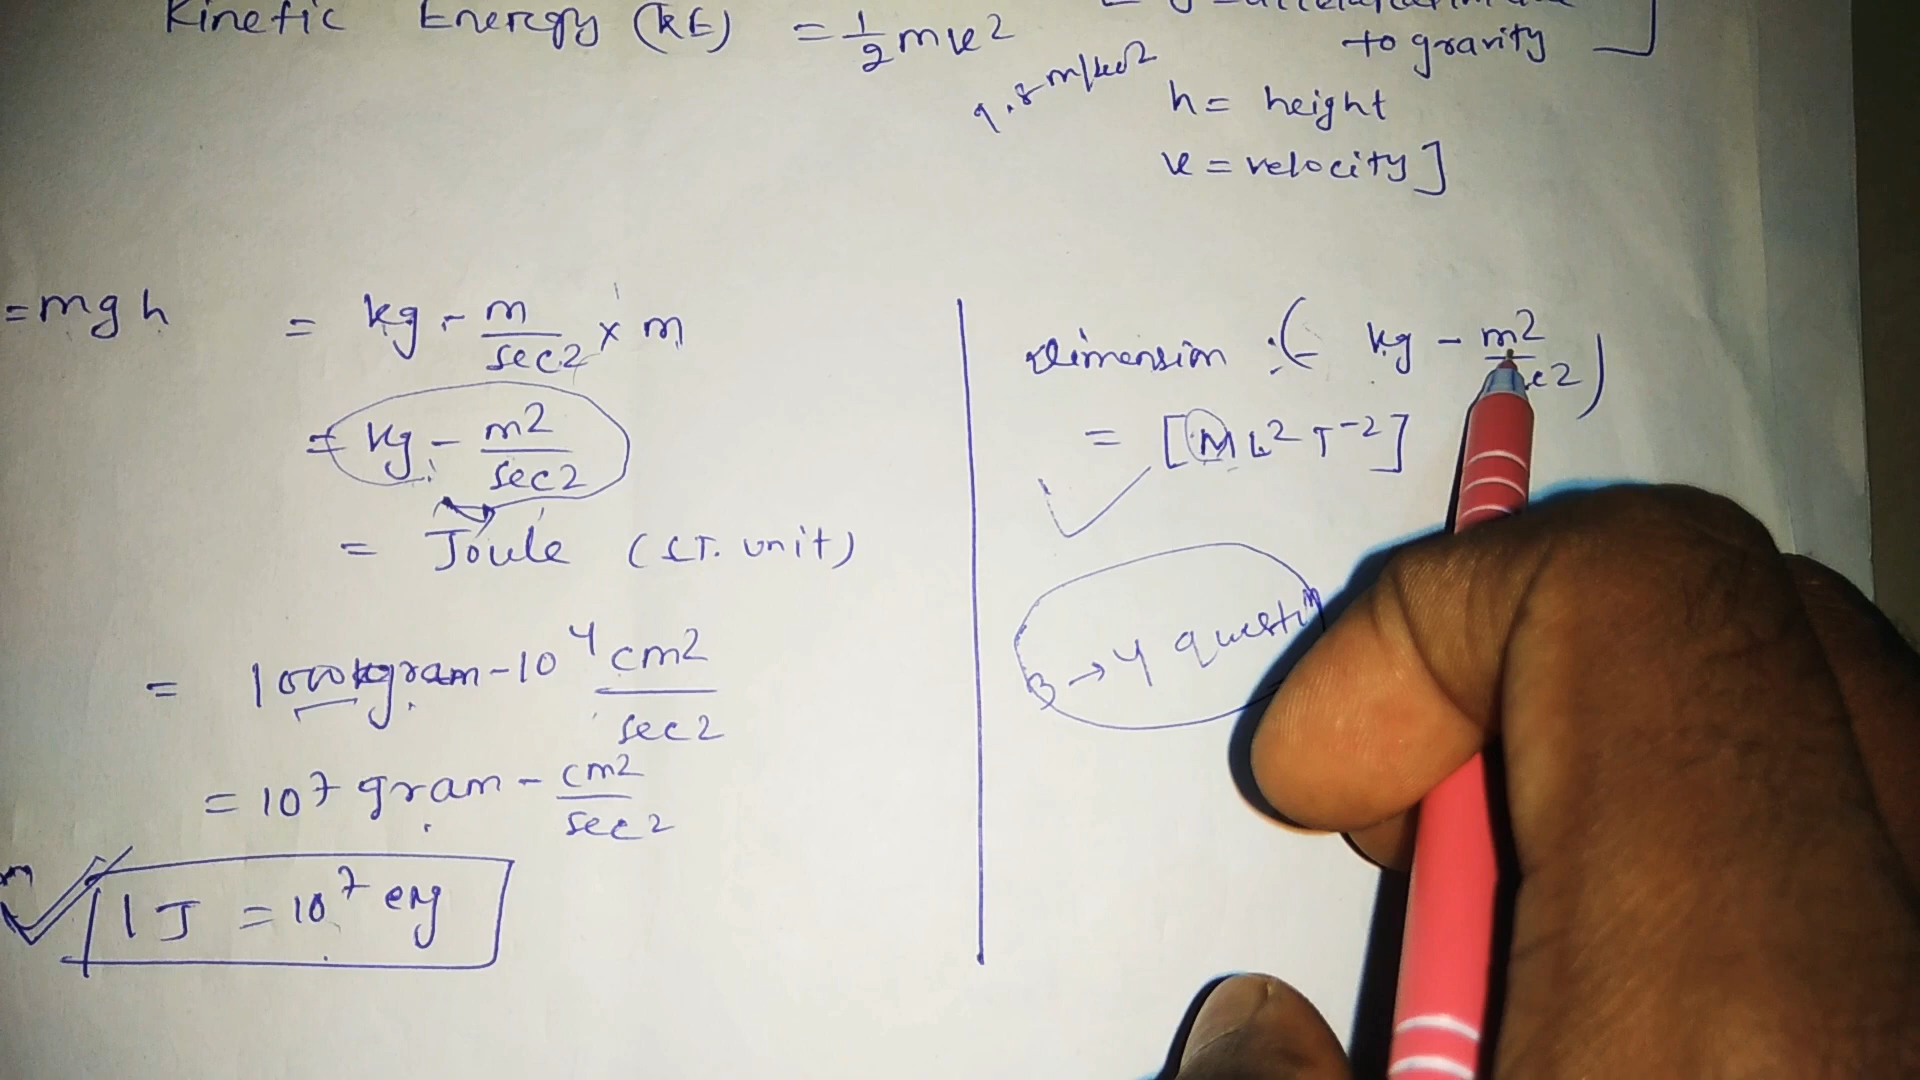 Kinetic Energy (KE) = 1/2 mv2
to gravity ]
9.8 m/sec2
h = height
v = velocity ]
= mgh = kg - m/sec2 x m
= kg - m2/sec2
= Joule (S.I. unit)
= 1000 gram - 10^4 cm2/sec2
= 10^7 gram - cm2/sec2
1 J = 10^7 erg
Dimension :( kg - m2/ )
= [M L2 T-2]
3 → 4